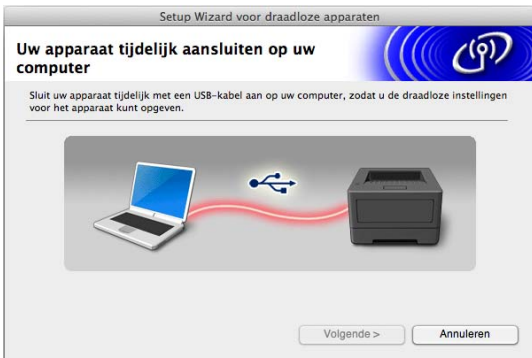 Setup Wizard voor draadloze apparaten
Uw apparaat tijdelijk aansluiten op uw
computer
Sluit uw apparaat tijdelijk met een USB-kabel aan op uw computer, zodat u de draadloze instellingen
voor het apparaat kunt opgeven.
Volgende >
Annuleren